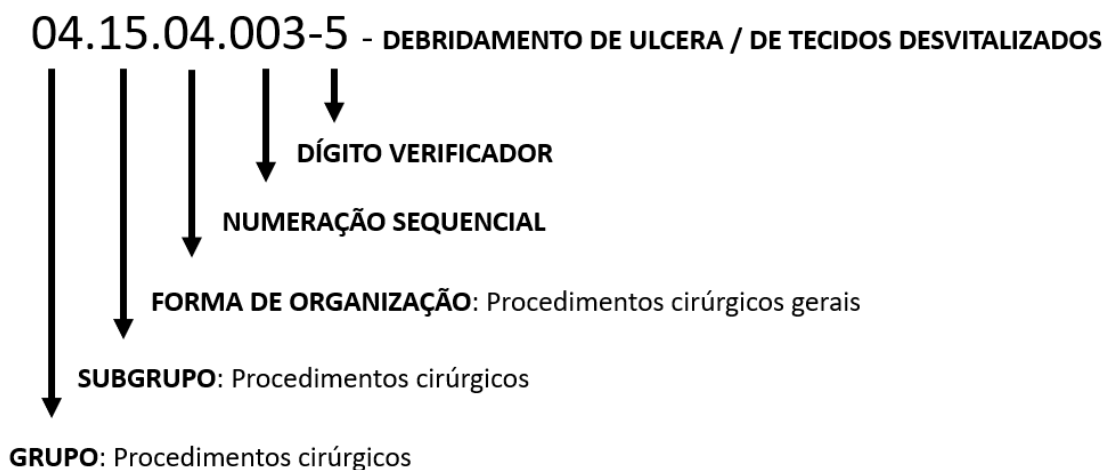 04.15.04.003-5 - DEBRIDAMENTO DE ULCERA / DE TECIDOS DESVITALIZADOS
DÍGITO VERIFICADOR
NUMERAÇÃO SEQUENCIAL
FORMA DE ORGANIZAÇÃO: Procedimentos cirúrgicos gerais
SUBGRUPO: Procedimentos cirúrgicos
GRUPO: Procedimentos cirúrgicos